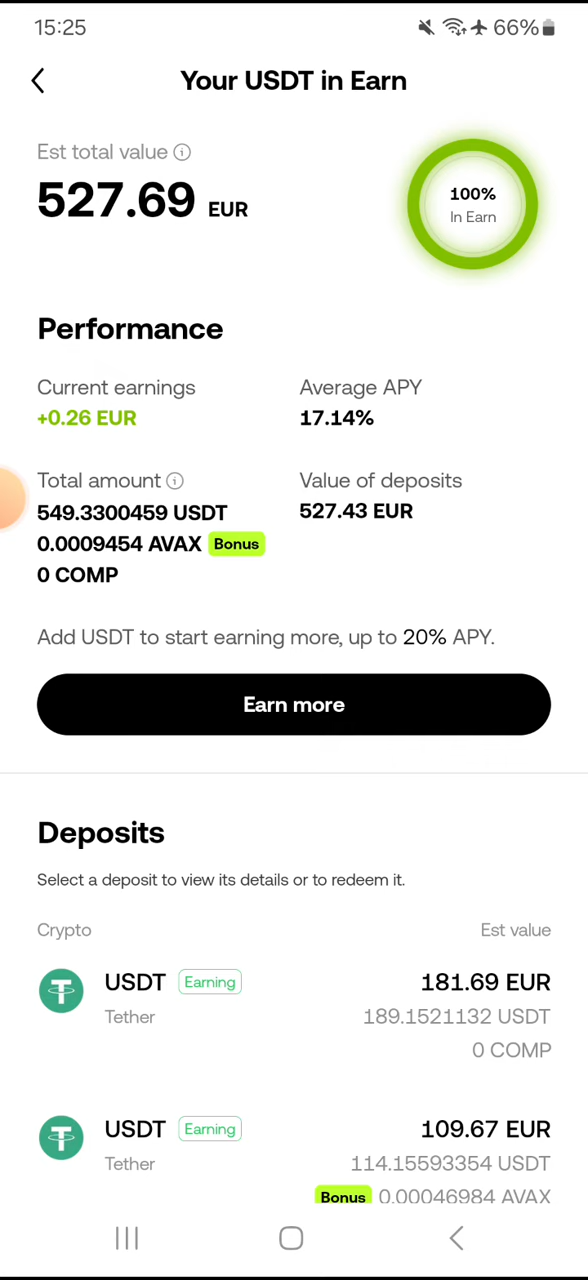 15:25
66%
Your USDT in Earn
Est total value
527.69 EUR
100%
In Earn
Performance
Current earnings
+0.26 EUR
Average APY
17.14%
Total amount
549.3300459 USDT
0.0009454 AVAX Bonus
0 COMP
Value of deposits
527.43 EUR
Add USDT to start earning more, up to 20% APY.
Earn more
Deposits
Select a deposit to view its details or to redeem it.
Crypto
Est value
USDT Earning
181.69 EUR
Tether
189.1521132 USDT
0 COMP
USDT Earning
109.67 EUR
Tether
114.15593354 USDT
Bonus 0.00046984 AVAX